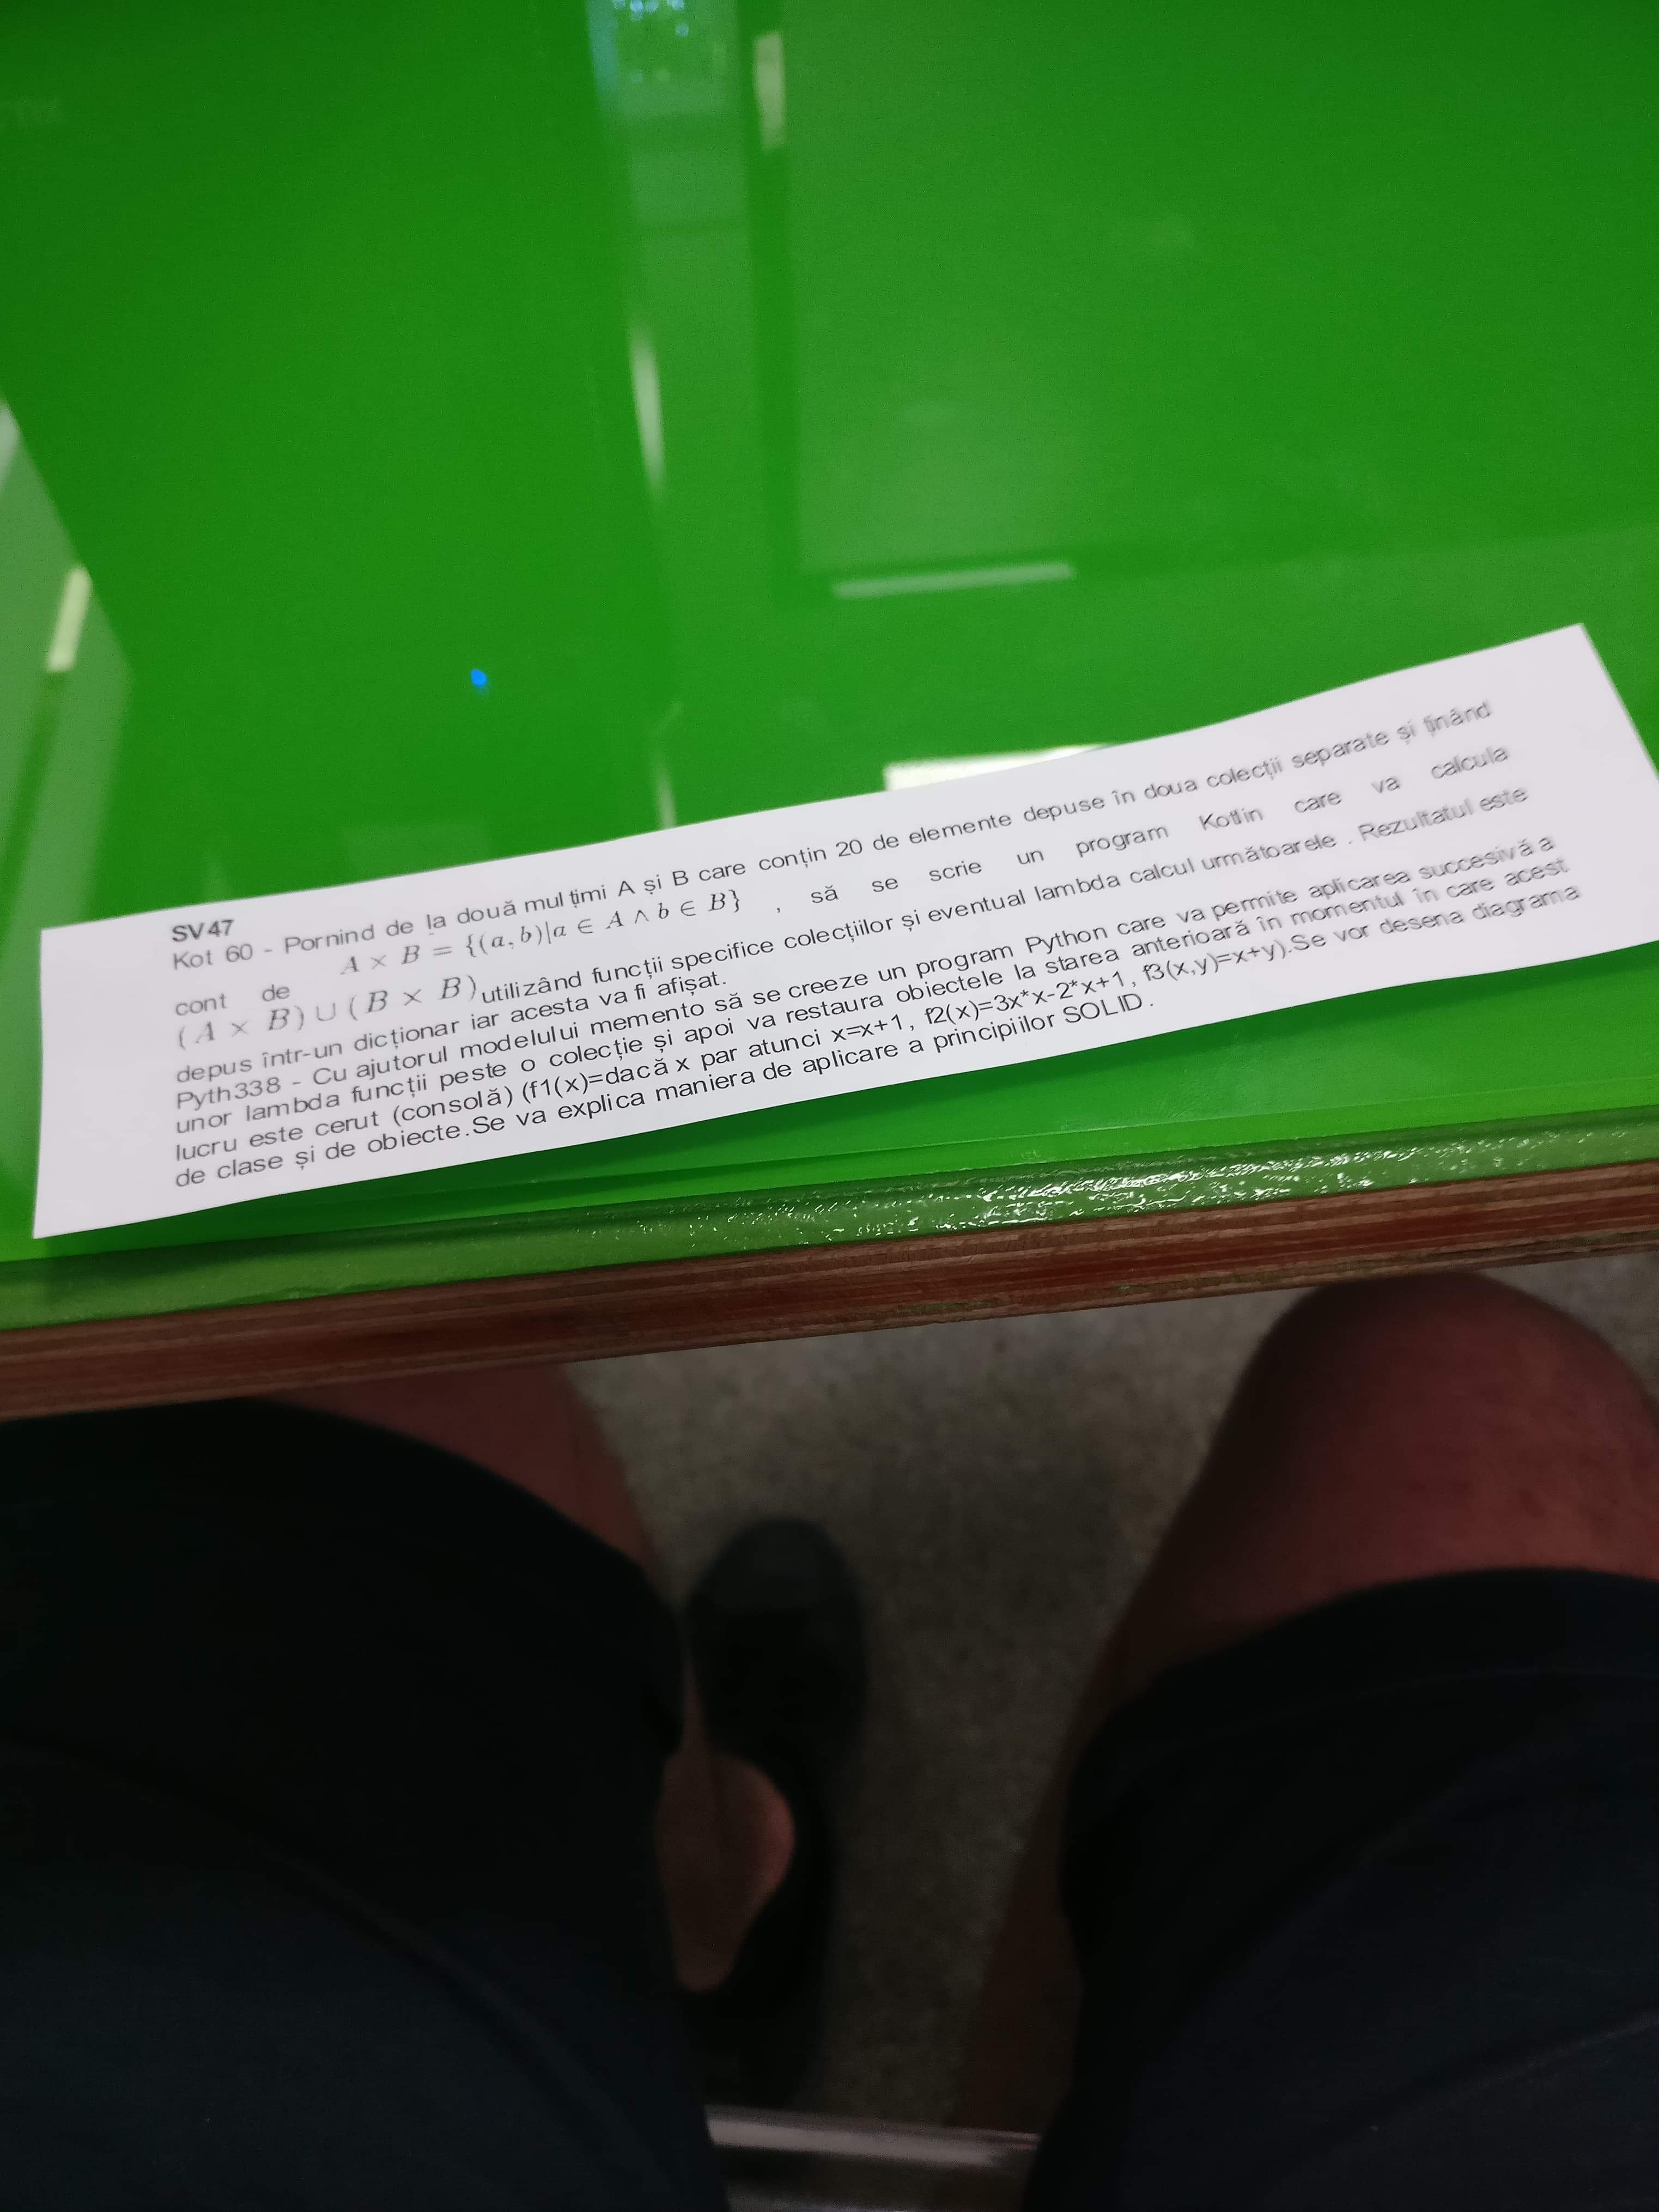 SV47
Kot 60 - Pornind de la două mulțimi A și B care conțin 20 de elemente depuse în doua colecții separate și ținând
cont de A × B = {(a, b)|a ∈ A ∧ b ∈ B} , să se scrie un program Kotlin care va calcula
(A × B) ∪ (B × B) utilizând funcții specifice colecțiilor și eventual lambda calcul următoarele . Rezultatul este
depus într-un dicționar iar acesta va fi afișat.
Pyth338 - Cu ajutorul modelului memento să se creeze un program Python care va permite aplicarea succesivă a
unor lambda funcții peste o colecție și apoi va restaura obiectele la starea anterioară în momentul în care acest
lucru este cerut (consolă) (f1(x)=dacă x par atunci x=x+1, f2(x)=3x*x-2*x+1, f3(x,y)=x+y).Se vor desena diagrama
de clase și de obiecte.Se va explica maniera de aplicare a principiilor SOLID.